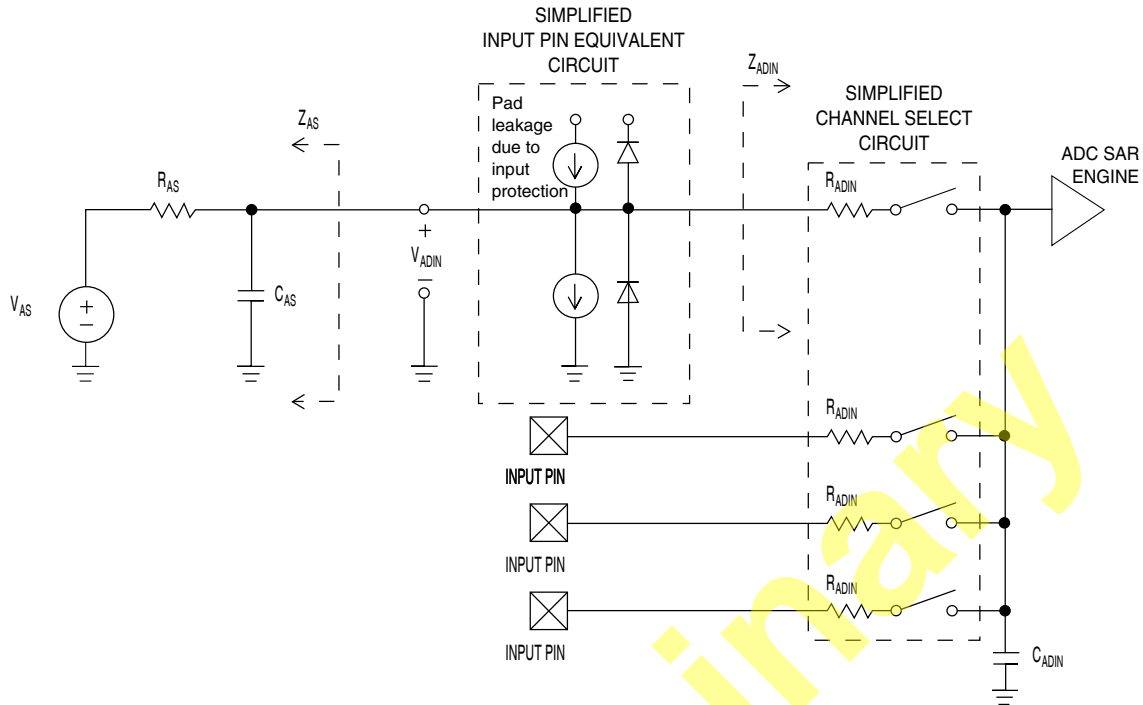 SIMPLIFIED
INPUT PIN EQUIVALENT
CIRCUIT
Pad
leakage
due to
input
protection
ZAS
ZADIN
SIMPLIFIED
CHANNEL SELECT
CIRCUIT
ADC SAR
ENGINE
RAS
RADIN
+
VADIN
–
CAS
VAS
+
–
RADIN
INPUT PIN
RADIN
INPUT PIN
RADIN
INPUT PIN
CADIN
inary